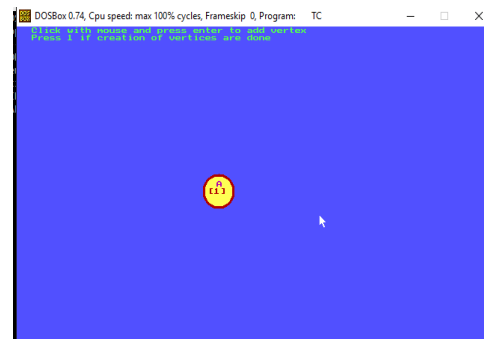 DOSBox 0.74, Cpu speed: max 100% cycles, Frameskip 0, Program: TC
Click with Mouse and press enter to add vertex
Press 1 if creation of vertices are done
A
[i]